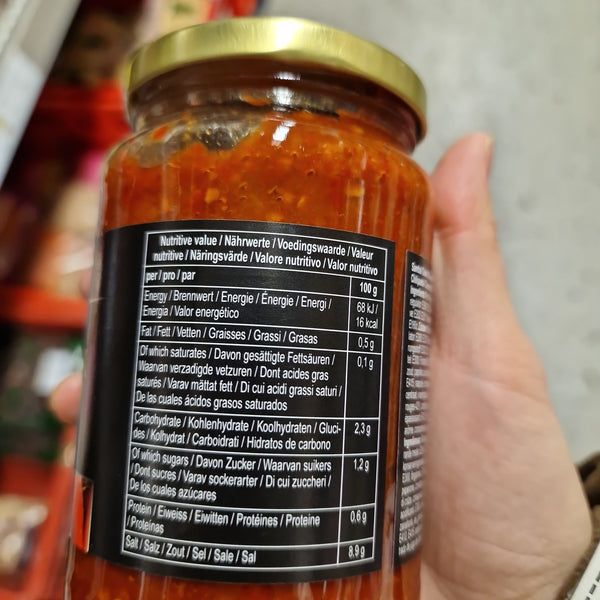 Nutritive value / Nährwerte / Voedingswaarde / Valeur
nutritive / Näringsvärde / Valore nutritivo / Valor nutritivo
per / pro / par 100 g
Energy / Brennwert / Energie / Énergie / Energi / 68 kJ /
Energia / Valor energético 16 kcal
Fat / Fett / Vetten / Graisses / Grassi / Grasas 0,5 g
Of which saturates / Davon gesättigte Fettsäuren / 0,1 g
Waarvan verzadigde vetzuren / Dont acides gras
saturés / Varav mättat fett / Di cui acidi grassi saturi /
De las cuales ácidos grasos saturados
Carbohydrate / Kohlenhydrate / Koolhydraten / Gluci- 2,3 g
des / Kolhydrat / Carboidrati / Hidratos de carbono
Of which sugars / Davon Zucker / Waarvan suikers 1,2 g
/ Dont sucres / Varav sockerarter / Di cui zuccheri /
De los cuales azúcares
Protein / Eiweiss / Eiwitten / Protéines / Proteine 0,6 g
/ Proteínas
Salt / Salz / Zout / Sel / Sale / Sal 8,9 g